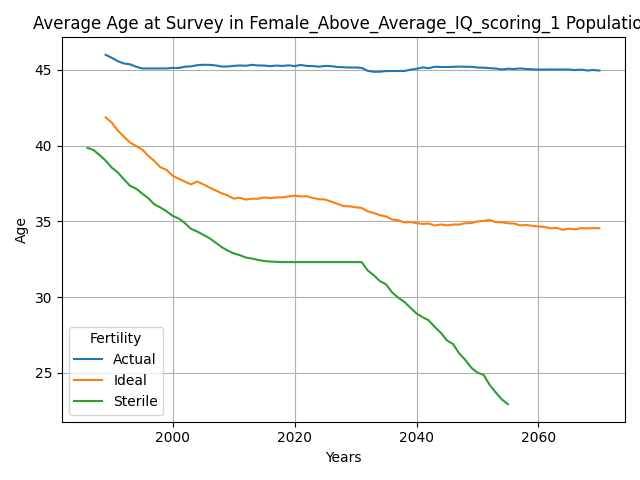 Average Age at Survey in Female_Above_Average_IQ_scoring_1 Populatio
45
40
35
30
25
Age
Fertility
Actual
Ideal
Sterile
2000 2020 2040 2060
Years